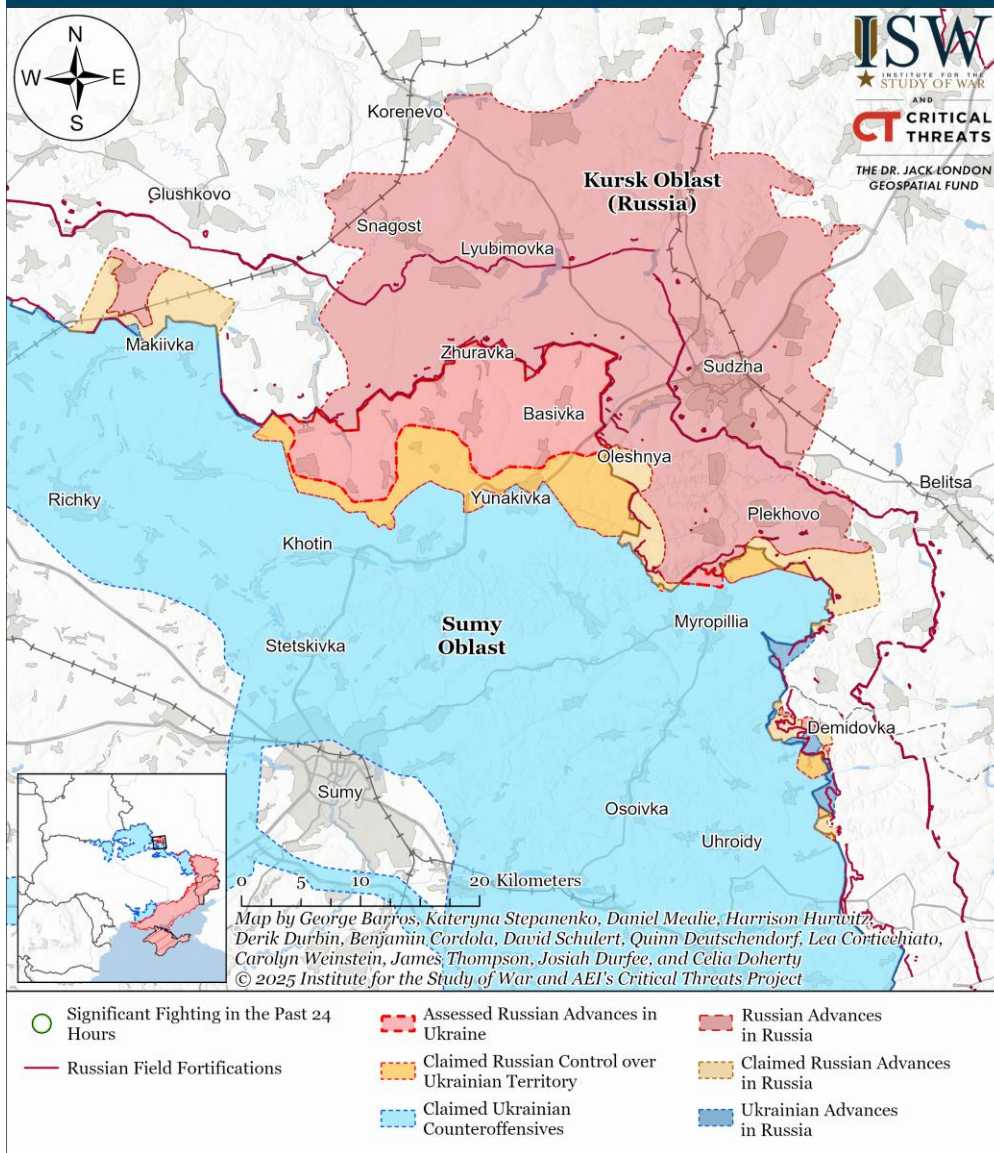 N
W E
S
ISW
INSTITUTE FOR THE
STUDY OF WAR
AND
CT CRITICAL
THREATS
THE DR. JACK LONDON
GEOSPATIAL FUND
Korenevo
Kursk Oblast
(Russia)
Glushkovo
Snagost
Lyubimovka
Makiivka
Zhuravka
Sudzha
Basivka
Oleshnya
Belitsa
Richky
Yunakivka
Plekhovo
Khotin
Myropillia
Sumy
Oblast
Stetskivka
Demidovka
Sumy
Osoivka
Uhroidy
0 5 10 20 Kilometers
Map by George Barros, Kateryna Stepanenko, Daniel Mealie, Harrison Hurwitz,
Derik Durbin, Benjamin Cordola, David Schulert, Quinn Deutschendorf, Lea Corticchiato,
Carolyn Weinstein, James Thompson, Josiah Durfee, and Celia Doherty
© 2025 Institute for the Study of War and AEI's Critical Threats Project
Significant Fighting in the Past 24
Hours
Russian Field Fortifications
Assessed Russian Advances in
Ukraine
Claimed Russian Control over
Ukrainian Territory
Claimed Ukrainian
Counteroffensives
Russian Advances
in Russia
Claimed Russian Advances
in Russia
Ukrainian Advances
in Russia